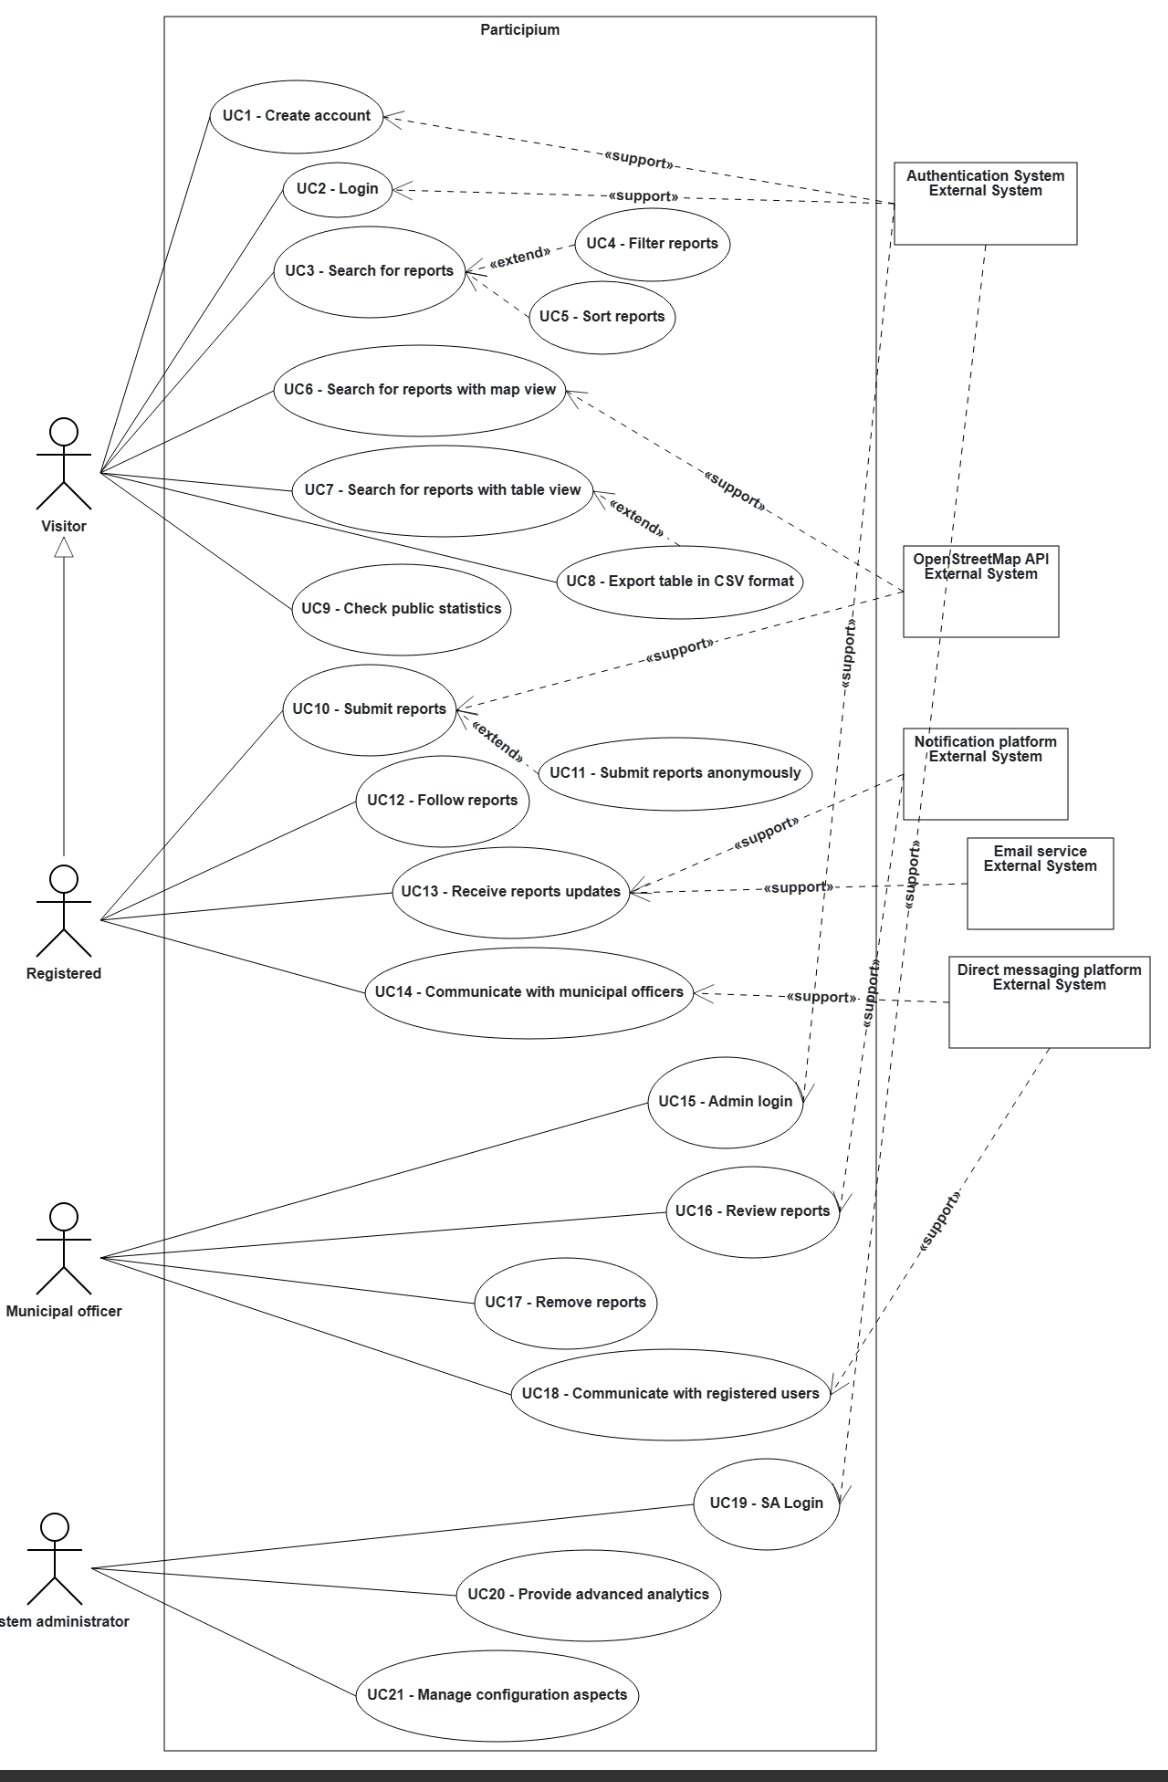 Participium
UC1 - Create account
«support»
Authentication System
External System
UC2 - Login
«support»
UC4 - Filter reports
«extend»
UC3 - Search for reports
UC5 - Sort reports
UC6 - Search for reports with map view
«support»
UC7 - Search for reports with table view
«extend»
Visitor
OpenStreetMap API
External System
UC8 - Export table in CSV format
UC9 - Check public statistics
«support»
«support»
UC10 - Submit reports
«extend»
Notification platform
External System
UC11 - Submit reports anonymously
UC12 - Follow reports
«support»
Email service
External System
UC13 - Receive reports updates
«support»
«support»
Registered
Direct messaging platform
External System
UC14 - Communicate with municipal officers
«support»
«support»
UC15 - Admin login
UC16 - Review reports
«support»
Municipal officer
UC17 - Remove reports
UC18 - Communicate with registered users
UC19 - SA Login
UC20 - Provide advanced analytics
stem administrator
UC21 - Manage configuration aspects